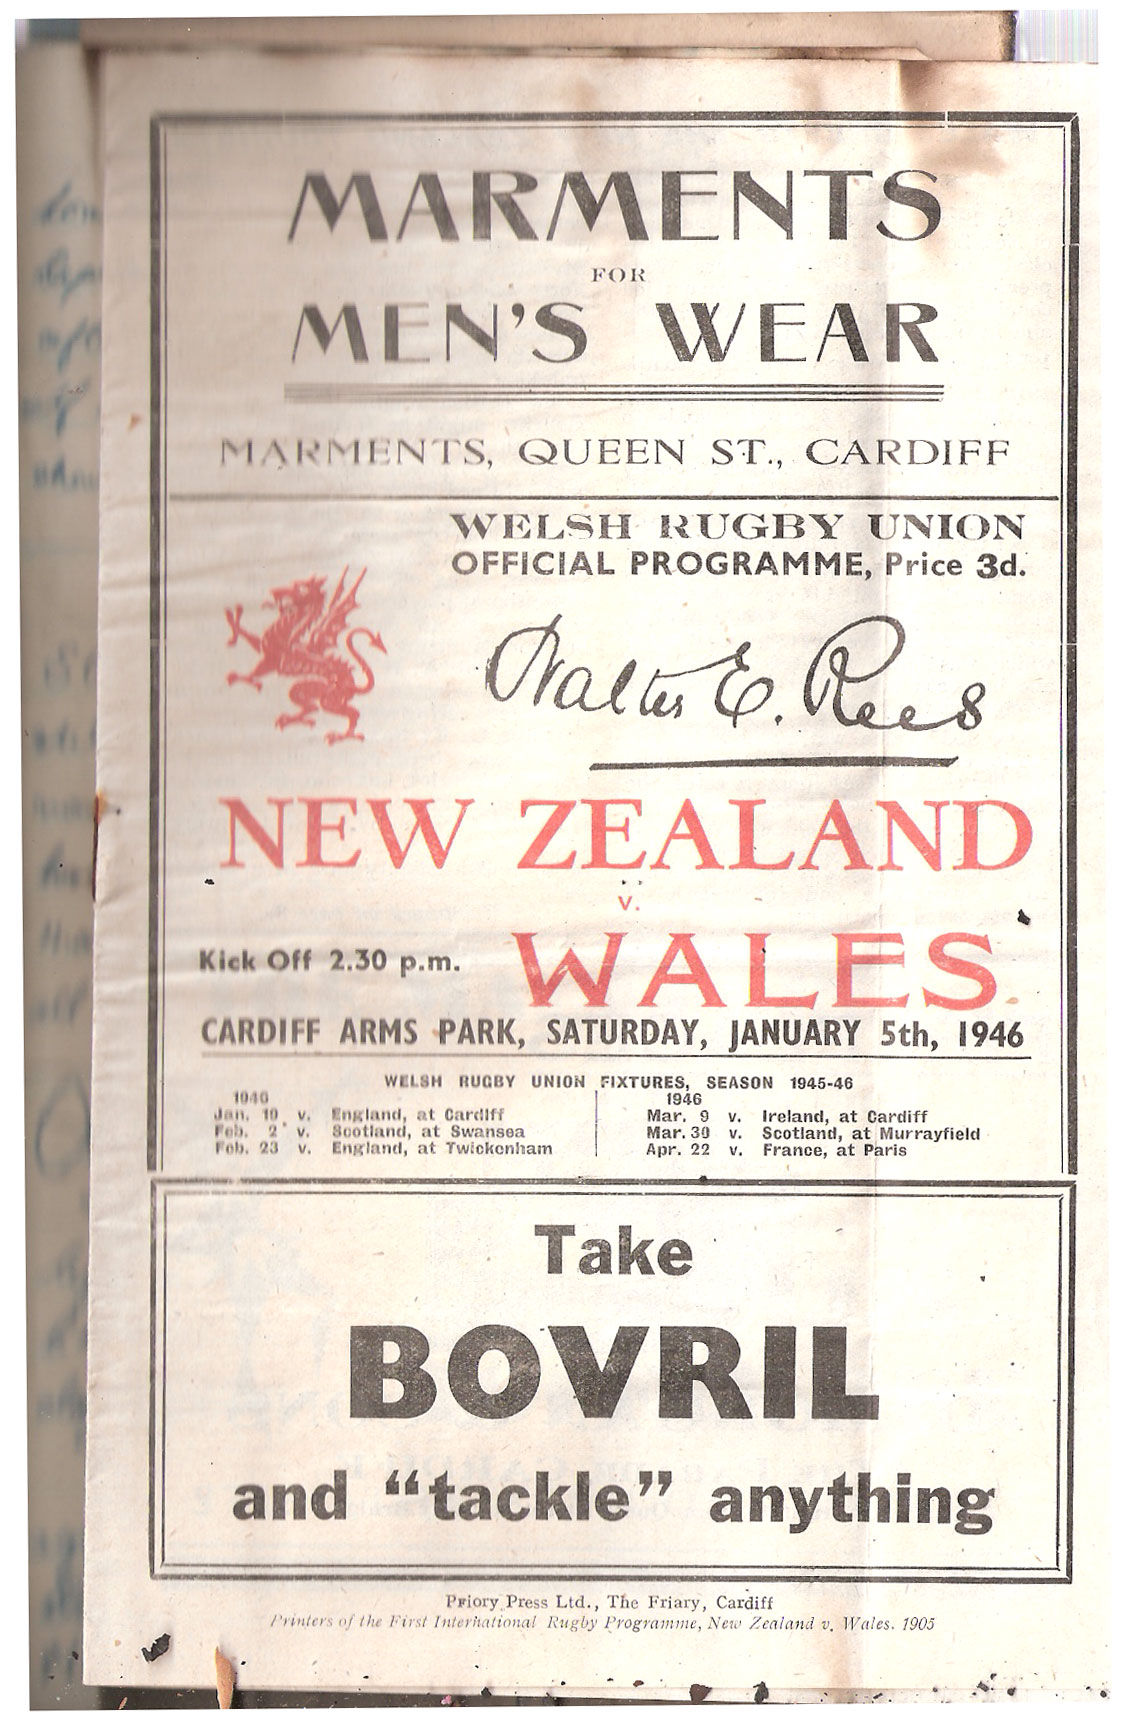 MARMENTS
FOR
MEN'S WEAR
MARMENTS, QUEEN ST., CARDIFF
WELSH RUGBY UNION
OFFICIAL PROGRAMME, Price 3d.
Walter E. Rees
NEW ZEALAND
v.
Kick Off 2.30 p.m. WALES
CARDIFF ARMS PARK, SATURDAY, JANUARY 5th, 1946
WELSH RUGBY UNION FIXTURES, SEASON 1945-46
1946
Jan. 19 v. England, at Cardiff
Feb. 2 v. Scotland, at Swansea
Feb. 23 v. England, at Twickenham
1946
Mar. 9 v. Ireland, at Cardiff
Mar. 30 v. Scotland, at Murrayfield
Apr. 22 v. France, at Paris
Take
BOVRIL
and "tackle" anything
Priory Press Ltd., The Friary, Cardiff
Printers of the First International Rugby Programme, New Zealand v. Wales. 1905